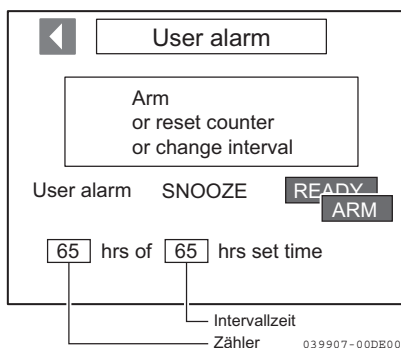 User alarm
Arm
or reset counter
or change interval
User alarm SNOOZE READY
ARM
65 hrs of 65 hrs set time
Intervallzeit
Zähler 039907-00DE00